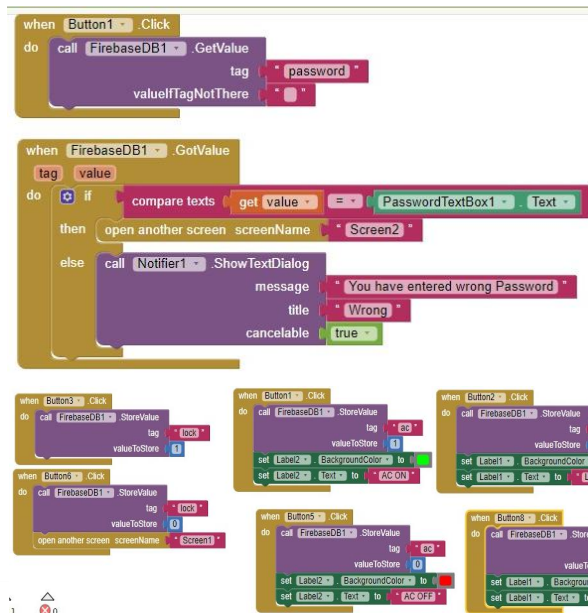 when Button1 .Click
do call FirebaseDB1 .GetValue
tag " password "
valueIfTagNotThere " "
when FirebaseDB1 .GotValue
tag value
do if compare texts get value = PasswordTextBox1 . Text
then open another screen screenName " Screen2 "
else call Notifier1 .ShowTextDialog
message " You have entered wrong Password "
title " Wrong "
cancelable true
when Button3 .Click
do call FirebaseDB1 .StoreValue
tag " lock "
valueToStore 1
when Button6 .Click
do call FirebaseDB1 .StoreValue
tag " lock "
valueToStore 0
open another screen screenName " Screen1 "
when Button1 .Click
do call FirebaseDB1 .StoreValue
tag " ac "
valueToStore 1
set Label2 . BackgroundColor to
set Label2 . Text to " AC ON "
when Button5 .Click
do call FirebaseDB1 .StoreValue
tag " ac "
valueToStore 0
set Label2 . BackgroundColor to
set Label2 . Text to " AC OFF "
when Button2 .Click
do call FirebaseDB1 .StoreValue
tag
valueToStore
set Label1 . BackgroundColor
set Label1 . Text to
when Button8 .Click
do call FirebaseDB1
tag
set Label1 .
set Label1 . Text
1 0